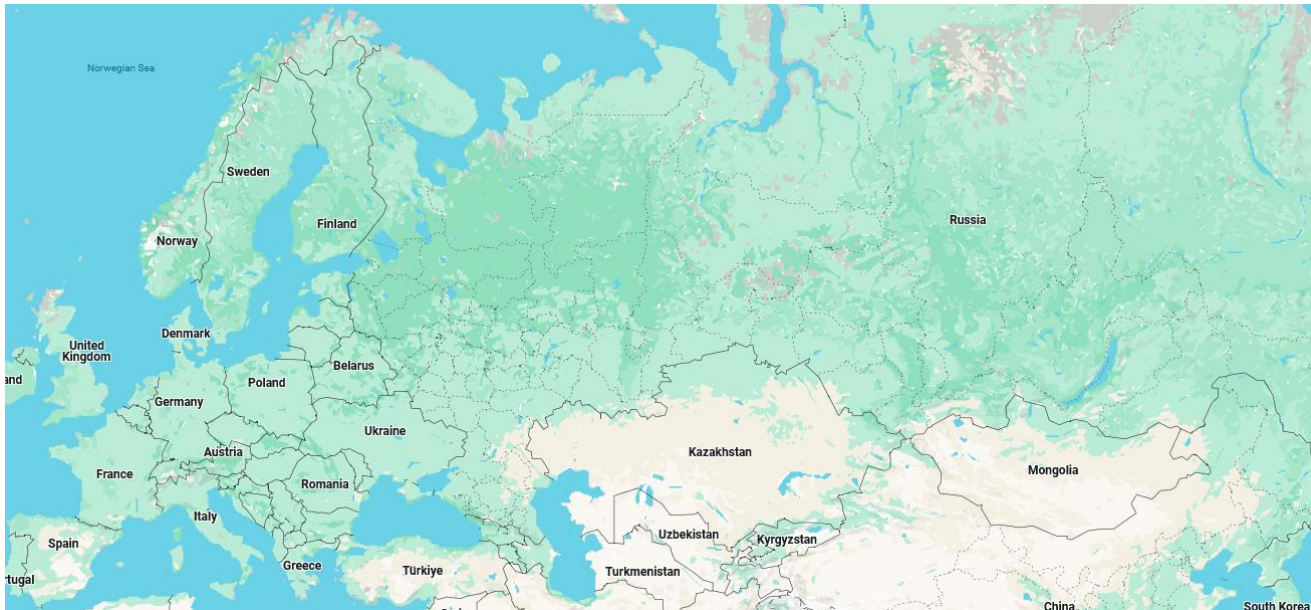 Norwegian Sea
Sweden
Finland
Russia
Norway
Denmark
United
Kingdom
and
Belarus
Poland
Germany
Ukraine
Austria
Kazakhstan
France
Mongolia
Romania
Italy
Uzbekistan
Kyrgyzstan
Spain
Greece
Türkiye
Turkmenistan
rtugal
China
South Korea